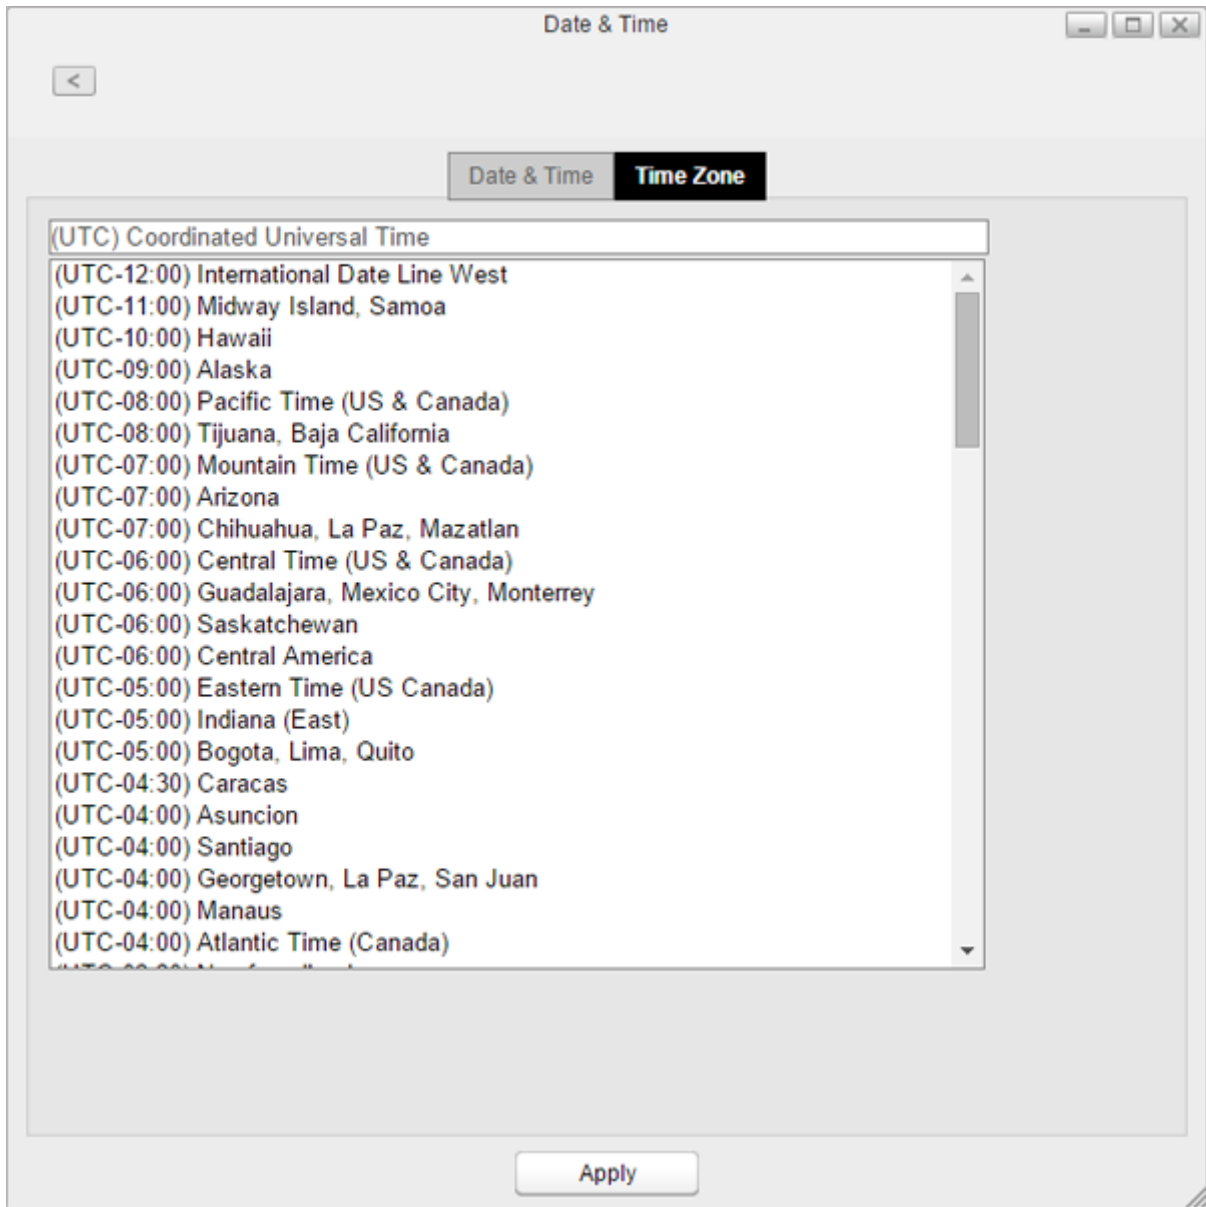 Date & Time
<
Date & Time
Time Zone
(UTC) Coordinated Universal Time
(UTC-12:00) International Date Line West
(UTC-11:00) Midway Island, Samoa
(UTC-10:00) Hawaii
(UTC-09:00) Alaska
(UTC-08:00) Pacific Time (US & Canada)
(UTC-08:00) Tijuana, Baja California
(UTC-07:00) Mountain Time (US & Canada)
(UTC-07:00) Arizona
(UTC-07:00) Chihuahua, La Paz, Mazatlan
(UTC-06:00) Central Time (US & Canada)
(UTC-06:00) Guadalajara, Mexico City, Monterrey
(UTC-06:00) Saskatchewan
(UTC-06:00) Central America
(UTC-05:00) Eastern Time (US Canada)
(UTC-05:00) Indiana (East)
(UTC-05:00) Bogota, Lima, Quito
(UTC-04:30) Caracas
(UTC-04:00) Asuncion
(UTC-04:00) Santiago
(UTC-04:00) Georgetown, La Paz, San Juan
(UTC-04:00) Manaus
(UTC-04:00) Atlantic Time (Canada)
Apply